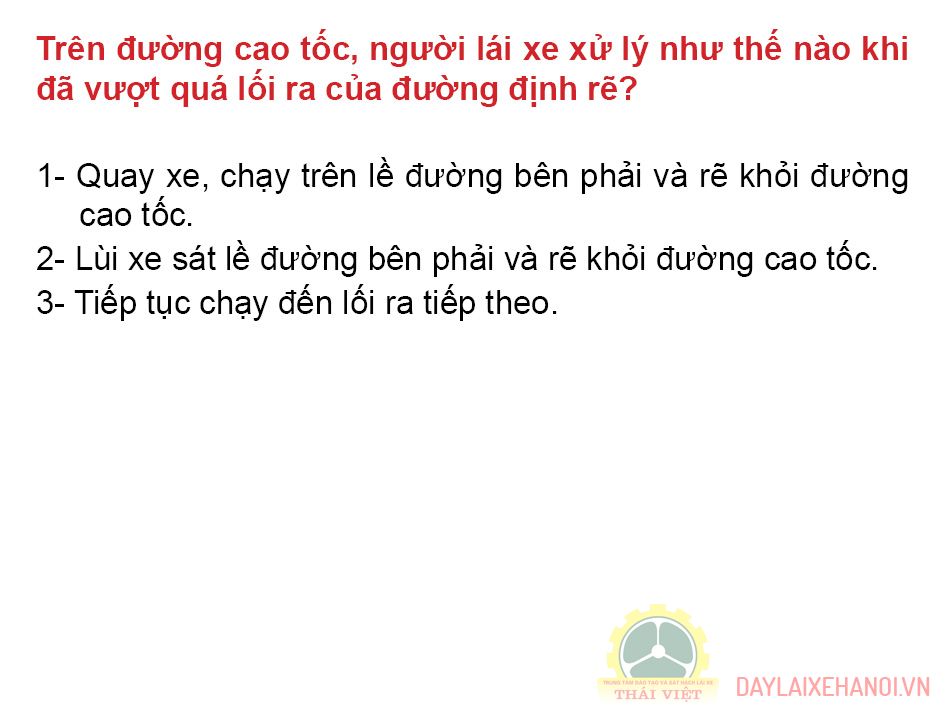 Trên đường cao tốc, người lái xe xử lý như thế nào khi
đã vượt quá lối ra của đường định rẽ?
1- Quay xe, chạy trên lề đường bên phải và rẽ khỏi đường
cao tốc.
2- Lùi xe sát lề đường bên phải và rẽ khỏi đường cao tốc.
3- Tiếp tục chạy đến lối ra tiếp theo.
TRUNG TÂM ĐÀO TẠO VÀ SÁT HẠCH LÁI XE
THÁI VIỆT
DAYLAIXEHANOI.VN